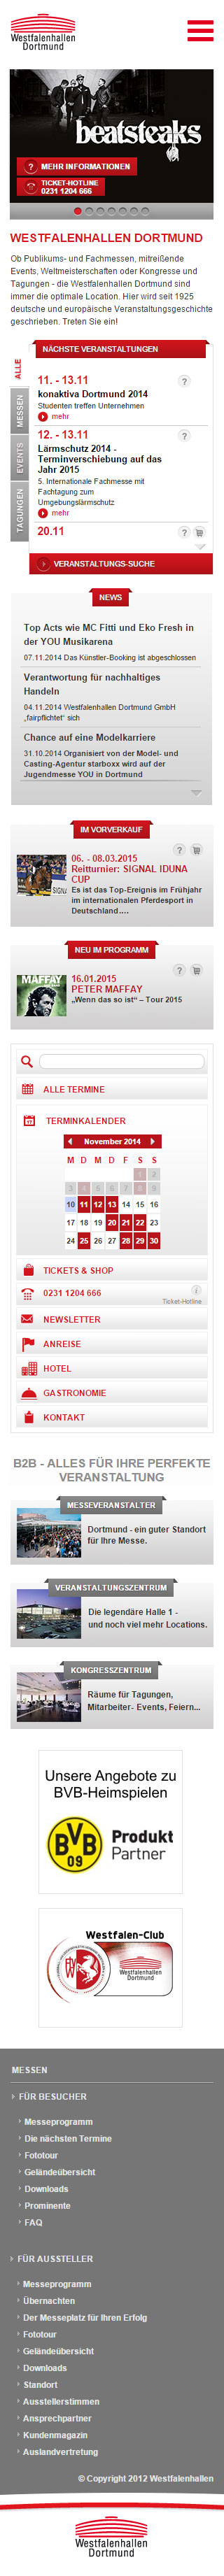 Westfalenhallen
Dortmund
beatsteaks
? MEHR INFORMATIONEN
TICKET-HOTLINE
0231 1204 666
WESTFALENHALLEN DORTMUND
Ob Publikums- und Fachmessen, mitreißende
Events, Weltmeisterschaften oder Kongresse und
Tagungen - die Westfalenhallen Dortmund sind
immer die optimale Location. Hier wird seit 1925
deutsche und europäische Veranstaltungsgeschichte
geschrieben. Treten Sie ein!
ALLE
MESSEN
EVENTS
TAGUNGEN
NÄCHSTE VERANSTALTUNGEN
11. - 13.11 ?
konaktiva Dortmund 2014
Studenten treffen Unternehmen
mehr
12. - 13.11 ?
Lärmschutz 2014 -
Terminverschiebung auf das
Jahr 2015
5. Internationale Fachmesse mit
Fachtagung zum
Umgebungslärmschutz
mehr
20.11 ?
VERANSTALTUNGS-SUCHE
NEWS
Top Acts wie MC Fitti und Eko Fresh in
der YOU Musikarena
07.11.2014 Das Künstler-Booking ist abgeschlossen
Verantwortung für nachhaltiges
Handeln
04.11.2014 Westfalenhallen Dortmund GmbH
„fairpflichtet“ sich
Chance auf eine Modelkarriere
31.10.2014 Organisiert von der Model- und
Casting-Agentur starboxx wird auf der
Jugendmesse YOU in Dortmund
IM VORVERKAUF
?
06. - 08.03.2015
Reitturnier: SIGNAL IDUNA
CUP
Es ist das Top-Ereignis im Frühjahr
im internationalen Pferdesport in
Deutschland....
NEU IM PROGRAMM
?
MAFFAY
16.01.2015
PETER MAFFAY
„Wenn das so ist“ – Tour 2015
ALLE TERMINE
TERMINKALENDER
November 2014
M D M D F S S
1 2
3 4 5 6 7 8 9
10 11 12 13 14 15 16
17 18 19 20 21 22 23
24 25 26 27 28 29 30
TICKETS & SHOP
0231 1204 666 i
Ticket-Hotline
NEWSLETTER
ANREISE
HOTEL
GASTRONOMIE
KONTAKT
B2B - ALLES FÜR IHRE PERFEKTE
VERANSTALTUNG
MESSEVERANSTALTER
Dortmund - ein guter Standort
für Ihre Messe.
VERANSTALTUNGSZENTRUM
Die legendäre Halle 1 -
und noch viel mehr Locations.
KONGRESSZENTRUM
Räume für Tagungen,
Mitarbeiter- Events, Feiern...
Unsere Angebote zu
BVB-Heimspielen
BVB
09
Produkt
Partner
Westfalen-Club
Westfalenhallen
Dortmund
MESSEN
FÜR BESUCHER
Messeprogramm
Die nächsten Termine
Fototour
Geländeübersicht
Downloads
Prominente
FAQ
FÜR AUSSTELLER
Messeprogramm
Übernachten
Der Messeplatz für Ihren Erfolg
Fototour
Geländeübersicht
Downloads
Standort
Ausstellerstimmen
Ansprechpartner
Kundenmagazin
Auslandvertretung
© Copyright 2012 Westfalenhallen
Westfalenhallen
Dortmund